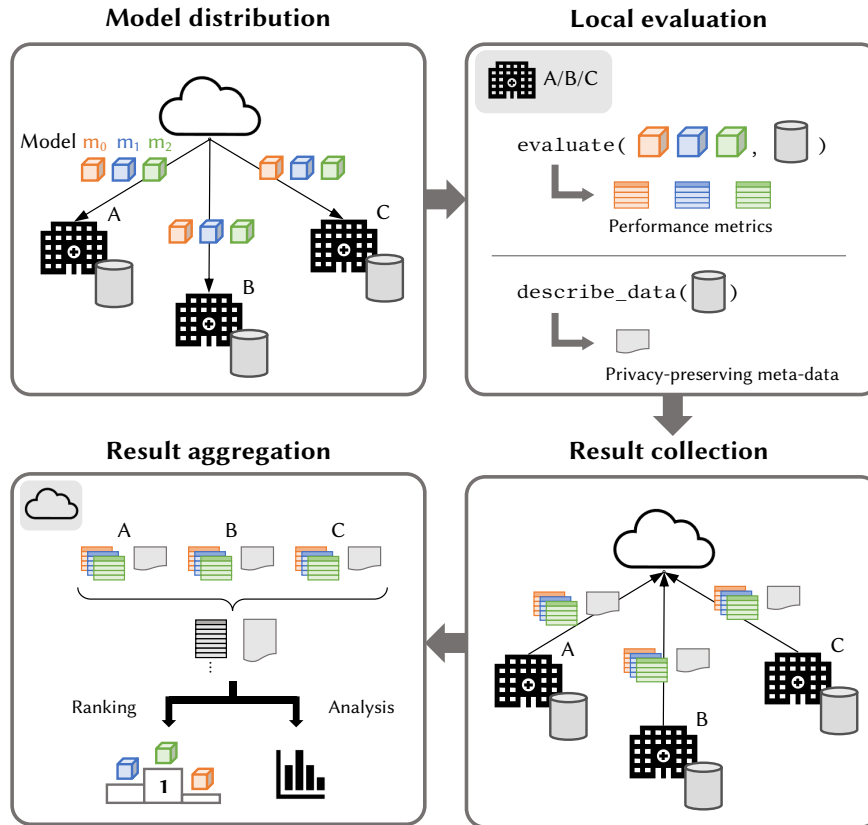 Model distribution
Model m₀ m₁ m₂
A
C
B
Local evaluation
A/B/C
evaluate( , )
Performance metrics
describe_data( )
Privacy-preserving meta-data
Result aggregation
A B C
⋮
Ranking
Analysis
1
Result collection
A
C
B